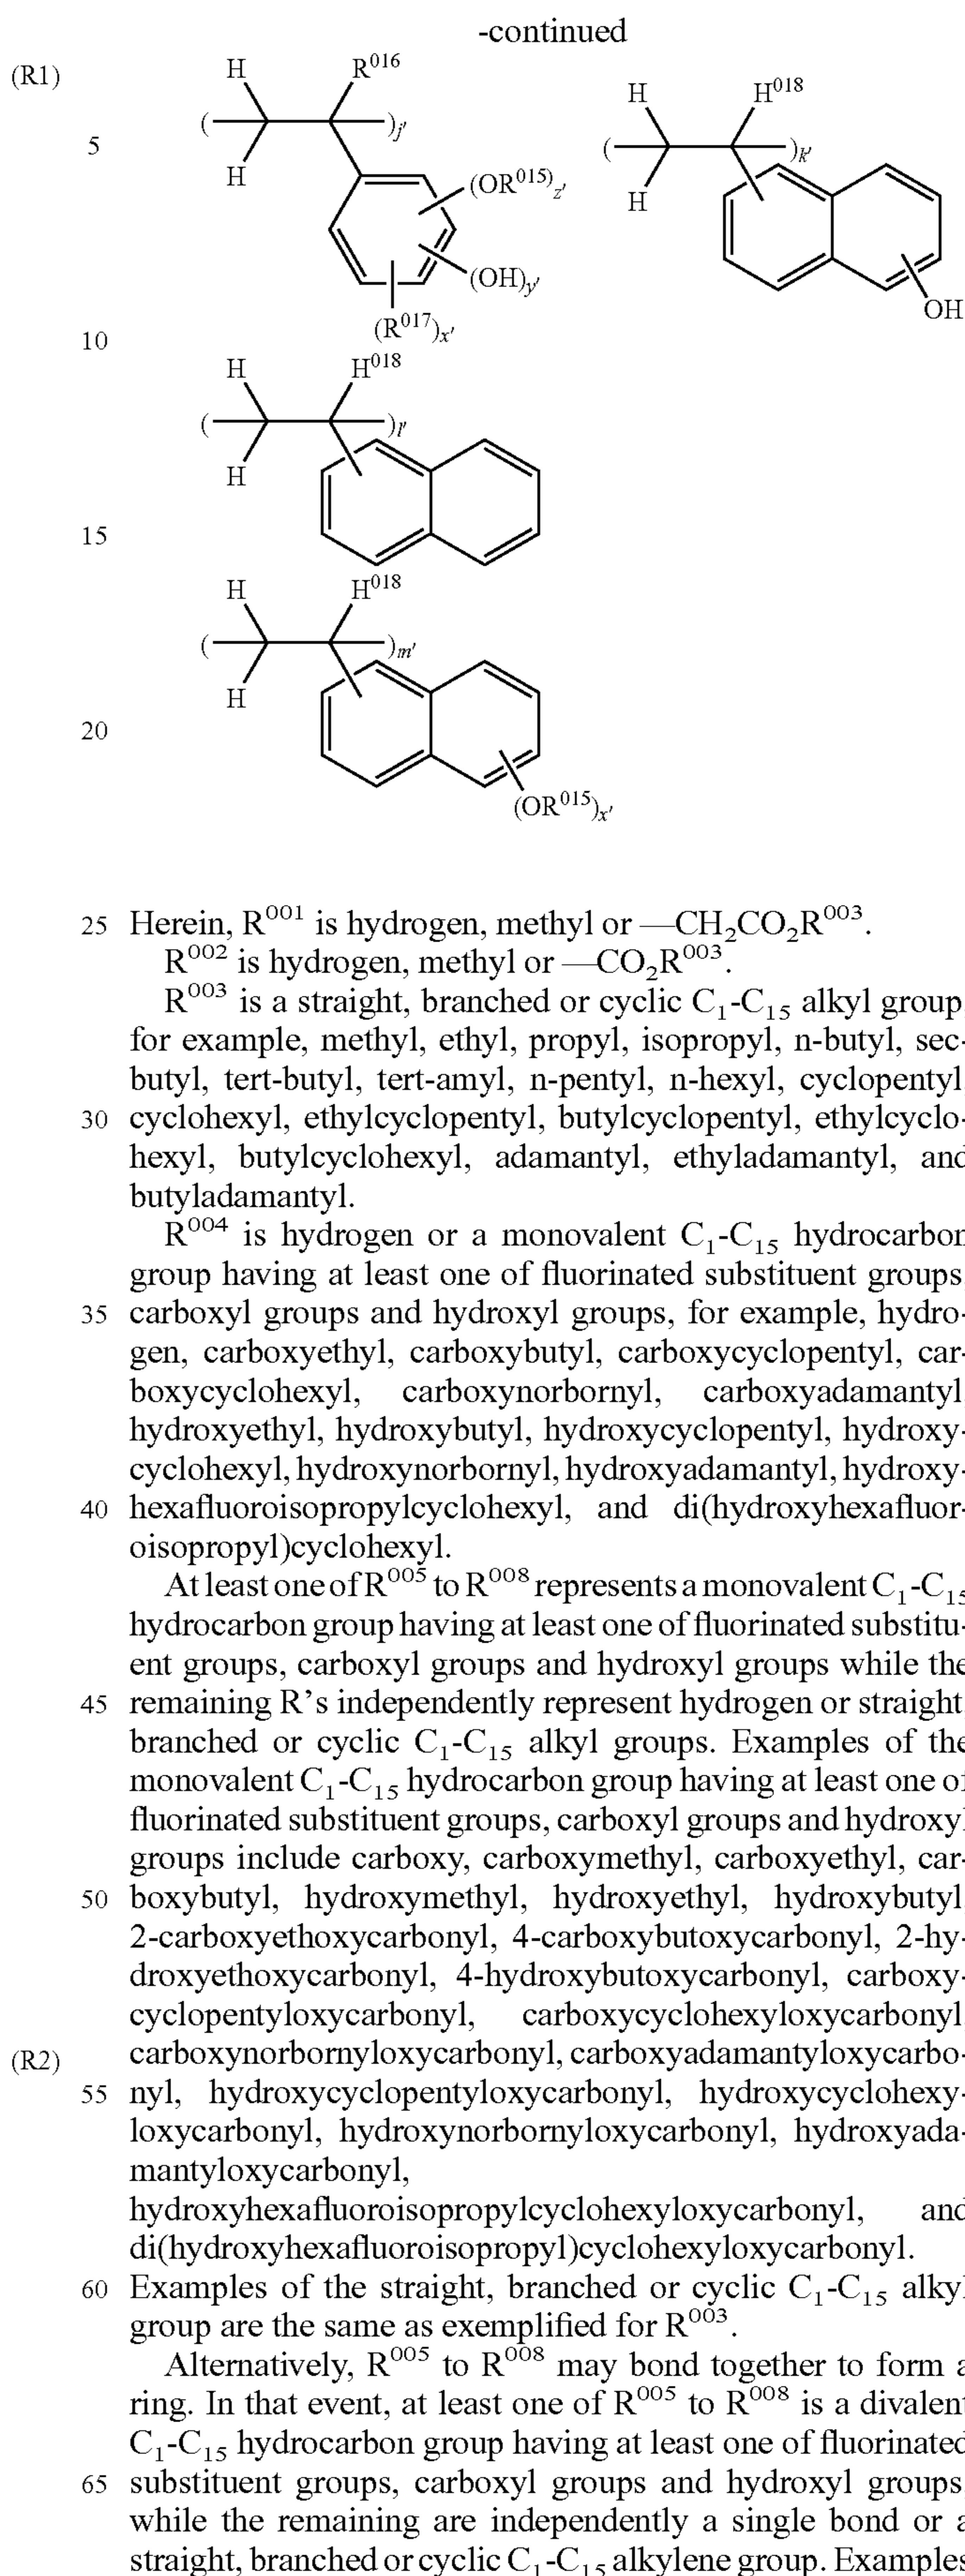 -continued
(R1)
H R⁰¹⁶
( )j'
H
(OR⁰¹⁵)z'
(OH)y'
(R⁰¹⁷)x'
H H⁰¹⁸
( )k'
H
OH
5
10
H H⁰¹⁸
( )l'
H
15
H H⁰¹⁸
( )m'
H
20
(OR⁰¹⁵)x'
25 Herein, R⁰⁰¹ is hydrogen, methyl or —CH₂CO₂R⁰⁰³.
R⁰⁰² is hydrogen, methyl or —CO₂R⁰⁰³.
R⁰⁰³ is a straight, branched or cyclic C₁-C₁₅ alkyl group
for example, methyl, ethyl, propyl, isopropyl, n-butyl, sec-
butyl, tert-butyl, tert-amyl, n-pentyl, n-hexyl, cyclopentyl
30 cyclohexyl, ethylcyclopentyl, butylcyclopentyl, ethylcyclo-
hexyl, butylcyclohexyl, adamantyl, ethyladamantyl, and
butyladamantyl.
R⁰⁰⁴ is hydrogen or a monovalent C₁-C₁₅ hydrocarbon
group having at least one of fluorinated substituent groups
35 carboxyl groups and hydroxyl groups, for example, hydro-
gen, carboxyethyl, carboxybutyl, carboxycyclopentyl, car-
boxycyclohexyl, carboxynorbornyl, carboxyadamantyl
hydroxyethyl, hydroxybutyl, hydroxycyclopentyl, hydroxy-
cyclohexyl, hydroxynorbornyl, hydroxyadamantyl, hydroxy-
40 hexafluoroisopropylcyclohexyl, and di(hydroxyhexafluor-
oisopropyl)cyclohexyl.
At least one of R⁰⁰⁵ to R⁰⁰⁸ represents a monovalent C₁-C₁₅
hydrocarbon group having at least one of fluorinated substitu-
ent groups, carboxyl groups and hydroxyl groups while the
45 remaining R's independently represent hydrogen or straight
branched or cyclic C₁-C₁₅ alkyl groups. Examples of the
monovalent C₁-C₁₅ hydrocarbon group having at least one of
fluorinated substituent groups, carboxyl groups and hydroxyl
groups include carboxy, carboxymethyl, carboxyethyl, car-
50 boxybutyl, hydroxymethyl, hydroxyethyl, hydroxybutyl
2-carboxyethoxycarbonyl, 4-carboxybutoxycarbonyl, 2-hy-
droxyethoxycarbonyl, 4-hydroxybutoxycarbonyl, carboxy-
cyclopentyloxycarbonyl, carboxycyclohexyloxycarbonyl
(R2) carboxynorbornyloxycarbonyl, carboxyadamantyloxycarbo-
55 nyl, hydroxycyclopentyloxycarbonyl, hydroxycyclohexy-
loxycarbonyl, hydroxynorbornyloxycarbonyl, hydroxyada-
mantyloxycarbonyl,
hydroxyhexafluoroisopropylcyclohexyloxycarbonyl, and
di(hydroxyhexafluoroisopropyl)cyclohexyloxycarbonyl.
60 Examples of the straight, branched or cyclic C₁-C₁₅ alkyl
group are the same as exemplified for R⁰⁰³.
Alternatively, R⁰⁰⁵ to R⁰⁰⁸ may bond together to form a
ring. In that event, at least one of R⁰⁰⁵ to R⁰⁰⁸ is a divalent
C₁-C₁₅ hydrocarbon group having at least one of fluorinated
65 substituent groups, carboxyl groups and hydroxyl groups
while the remaining are independently a single bond or a
straight, branched or cyclic C₁-C₁₅ alkylene group. Examples